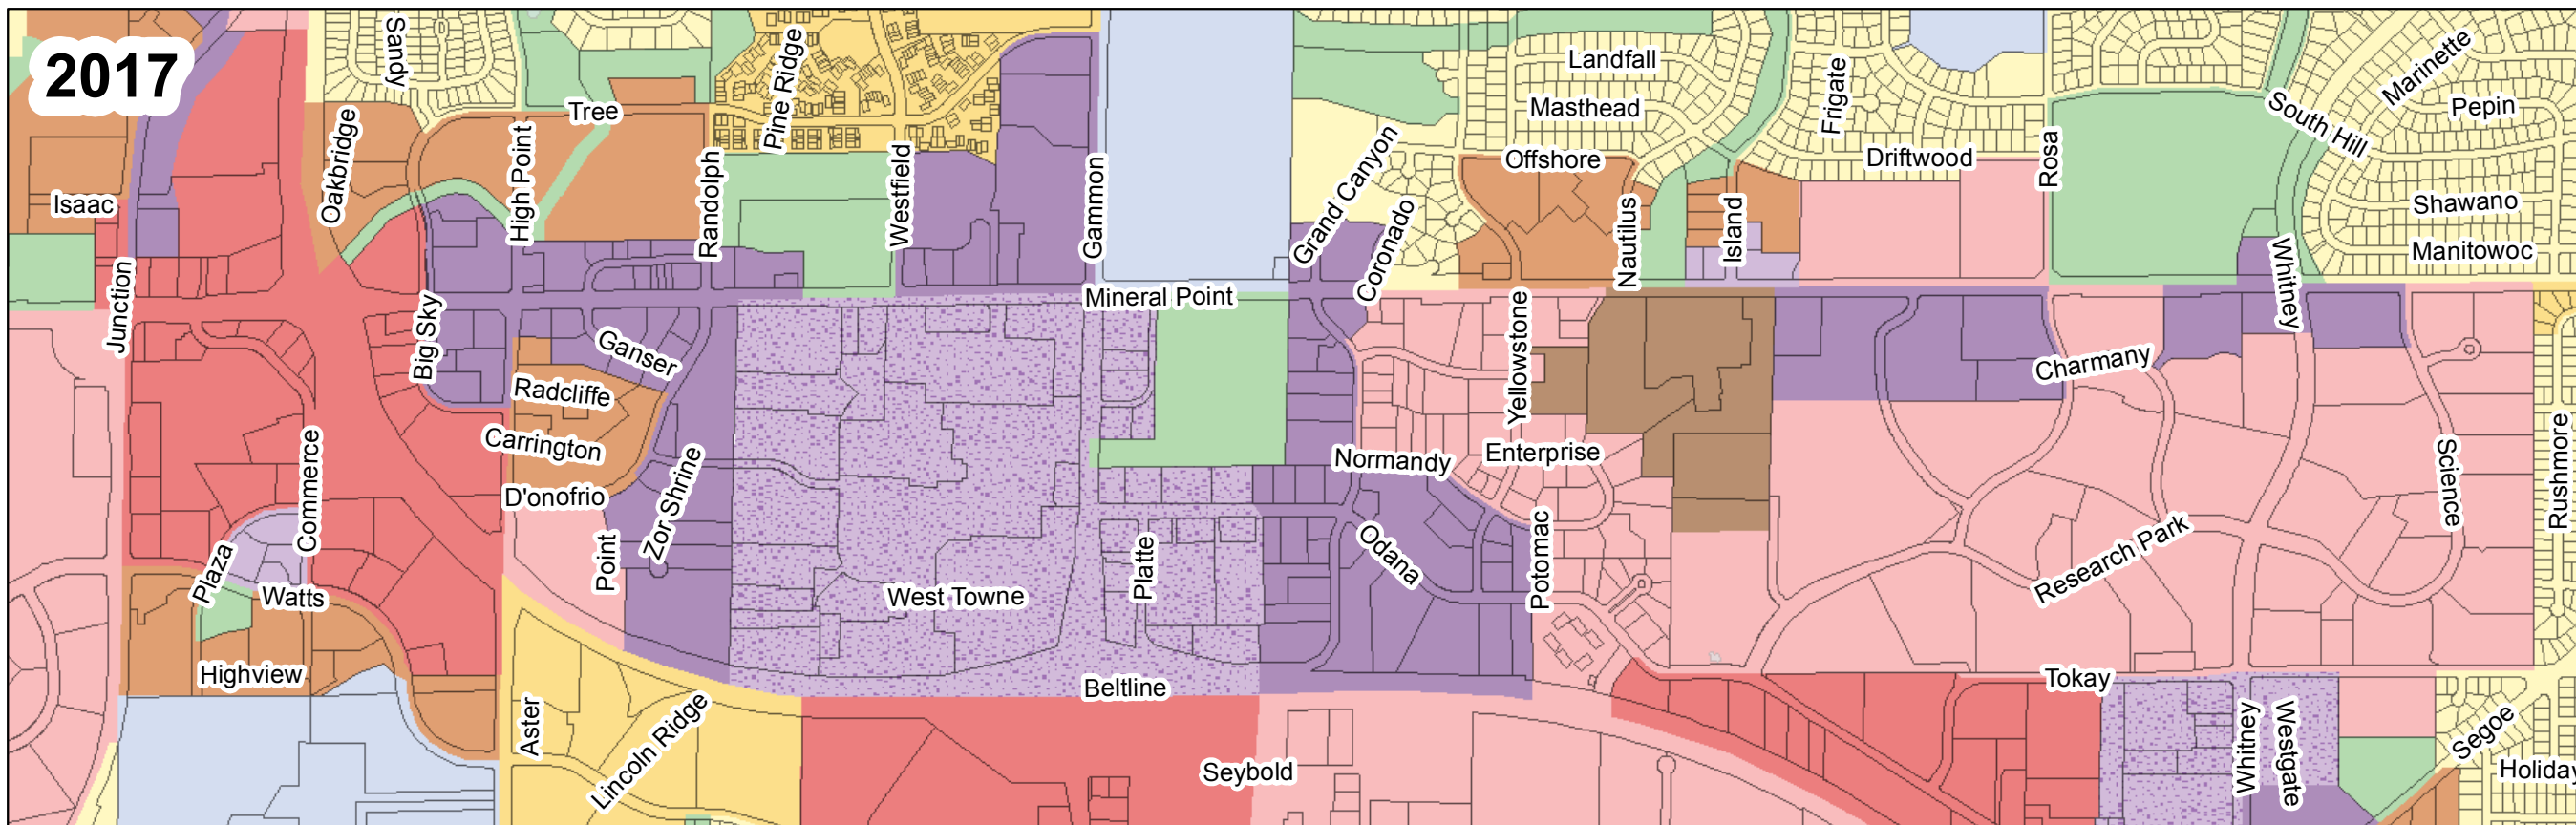 2017
Sandy
Pine Ridge
Landfall
Marinette
Tree
Masthead
Frigate
Pepin
South Hill
Oakbridge
High Point
Randolph
Westfield
Gammon
Grand Canyon
Offshore
Driftwood
Rosa
Isaac
Coronado
Nautilus
Island
Shawano
Manitowoc
Whitney
Junction
Big Sky
Mineral Point
Ganser
Yellowstone
Charmany
Radcliffe
Carrington
Commerce
Normandy
Enterprise
Science
Rushmore
D'onofrio
Zor Shrine
Point
Plaza
Watts
West Towne
Platte
Odana
Potomac
Research Park
Highview
Beltline
Tokay
Aster
Lincoln Ridge
Seybold
Whitney
Westgate
Segoe
Holiday